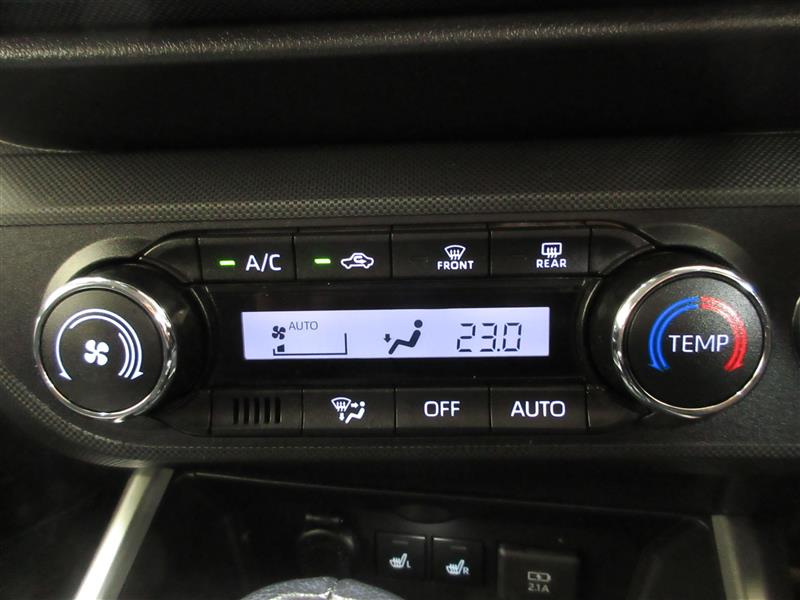 A/C
FRONT
REAR
AUTO
23.0
TEMP
OFF
AUTO
L
R
2.1A